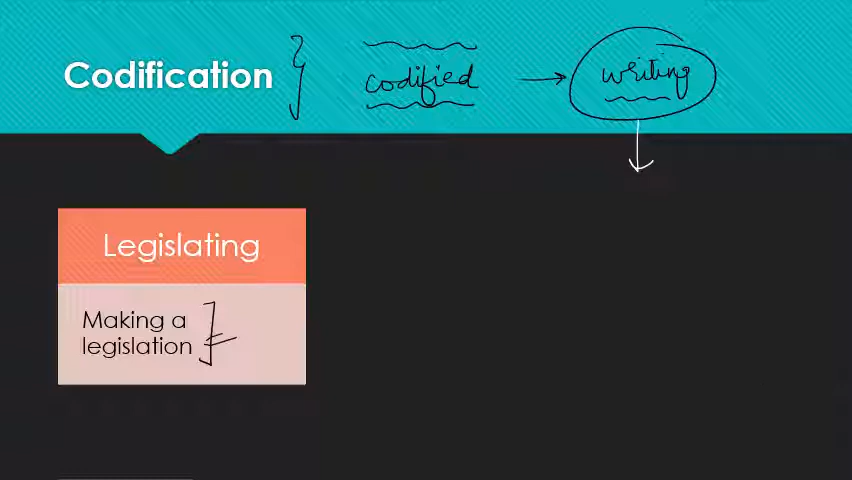 Codification codified writing
Legislating
Making a
legislation